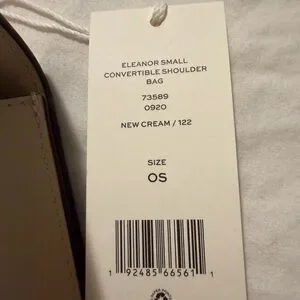 ELEANOR SMALL
CONVERTIBLE SHOULDER
BAG
73589
0920
NEW CREAM / 122
SIZE
OS
1 92485 66561 1